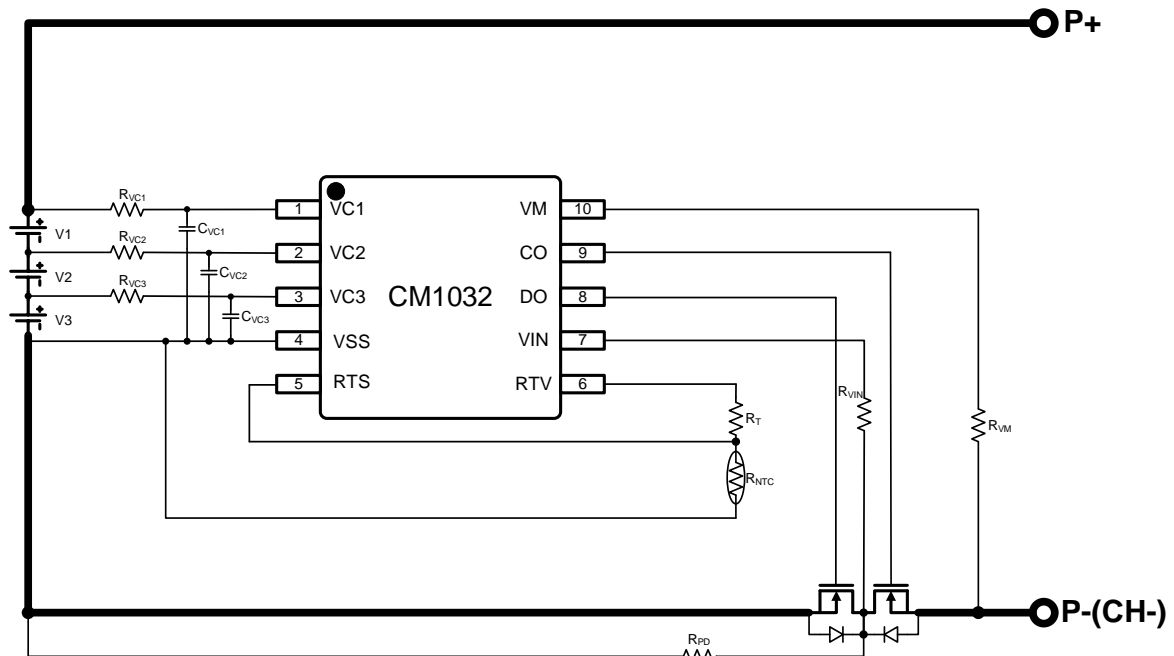 P+
RVC1
1 VC1 VM 10
V1 CVC1
RVC2
2 VC2 CO 9
V2 CVC2
RVC3
3 VC3 CM1032 DO 8
V3 CVC3
4 VSS VIN 7
5 RTS RTV 6
RVIN
RT
RVM
RNTC
P-(CH-)
RPD